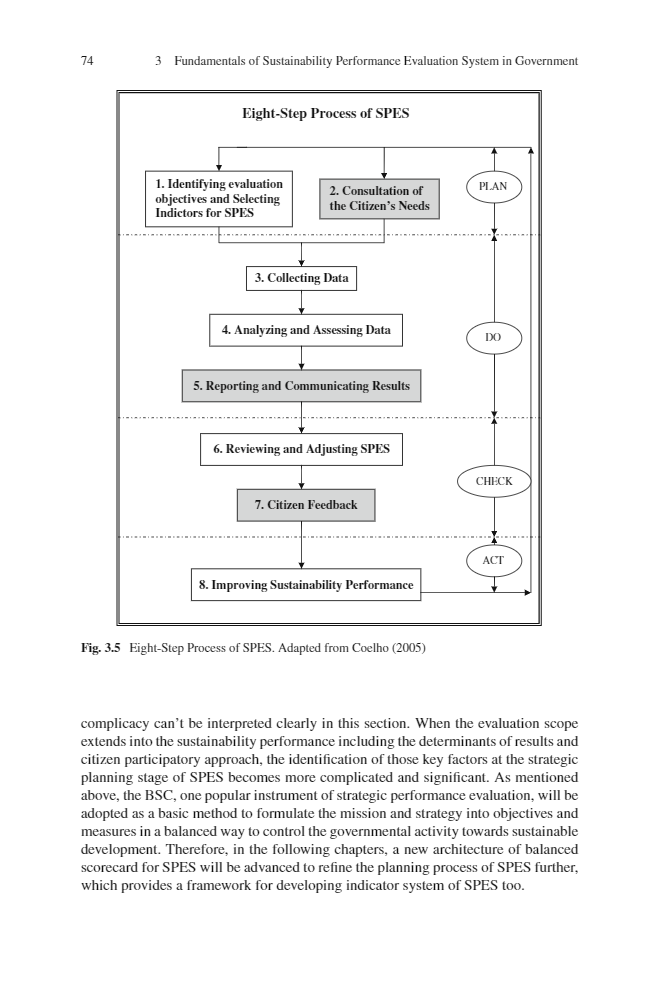 74
3 Fundamentals of Sustainability Performance Evaluation System in Government
Eight-Step Process of SPES
1. Identifying evaluation
objectives and Selecting
Indictors for SPES
2. Consultation of
the Citizen's Needs
PLAN
3. Collecting Data
4. Analyzing and Assessing Data
DO
5. Reporting and Communicating Results
6. Reviewing and Adjusting SPES
CHECK
7. Citizen Feedback
ACT
8. Improving Sustainability Performance
Fig. 3.5 Eight-Step Process of SPES. Adapted from Coelho (2005)
complicacy can't be interpreted clearly in this section. When the evaluation scope
extends into the sustainability performance including the determinants of results and
citizen participatory approach, the identification of those key factors at the strategic
planning stage of SPES becomes more complicated and significant. As mentioned
above, the BSC, one popular instrument of strategic performance evaluation, will be
adopted as a basic method to formulate the mission and strategy into objectives and
measures in a balanced way to control the governmental activity towards sustainable
development. Therefore, in the following chapters, a new architecture of balanced
scorecard for SPES will be advanced to refine the planning process of SPES further,
which provides a framework for developing indicator system of SPES too.